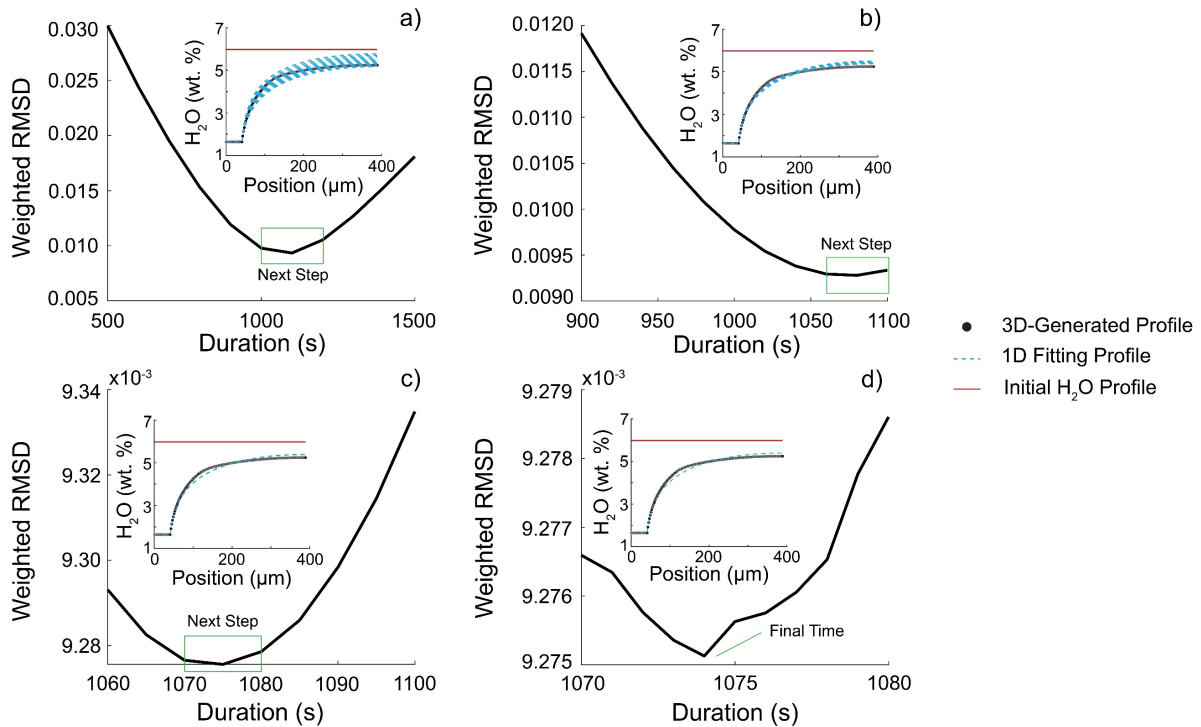 a)
Weighted RMSD
0.030
0.025
0.020
0.015
0.010
0.005
500
1000
1500
Duration (s)
Next Step
H2O (wt. %)
7
5
3
1
0
200
400
Position (µm)
b)
Weighted RMSD
0.0120
0.0115
0.0110
0.0105
0.0100
0.0095
0.0090
900
950
1000
1050
1100
Duration (s)
Next Step
H2O (wt. %)
7
5
3
1
0
200
400
Position (µm)
3D-Generated Profile
1D Fitting Profile
Initial H2O Profile
c)
x10-3
Weighted RMSD
9.34
9.32
9.30
9.28
1060
1070
1080
1090
1100
Duration (s)
Next Step
H2O (wt. %)
7
5
3
1
0
200
400
Position (µm)
d)
x10-3
Weighted RMSD
9.279
9.278
9.277
9.276
9.275
1070
1075
1080
Duration (s)
Final Time
H2O (wt. %)
7
5
3
1
0
200
400
Position (µm)